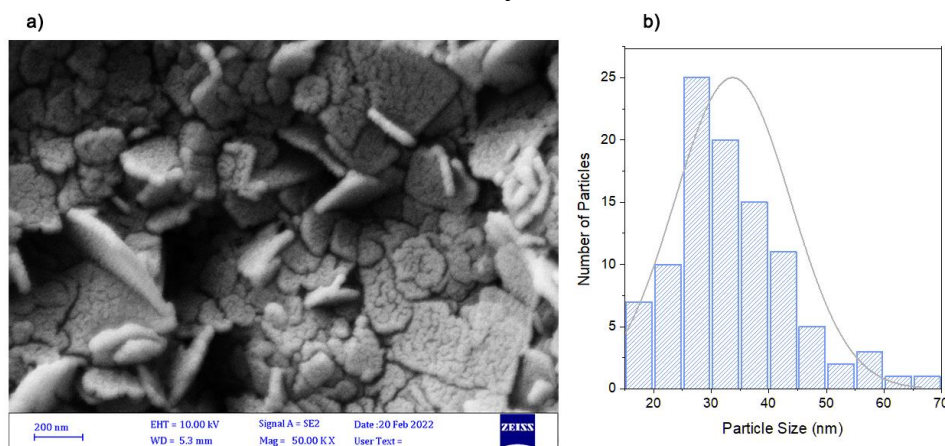 a)
200 nm
EHT = 10.00 kV
WD = 5.3 mm
Signal A = SE2
Mag = 50.00 K X
Date :20 Feb 2022
User Text =
ZEISS
b)
Number of Particles
25
20
15
10
5
0
20
30
40
50
60
70
Particle Size (nm)